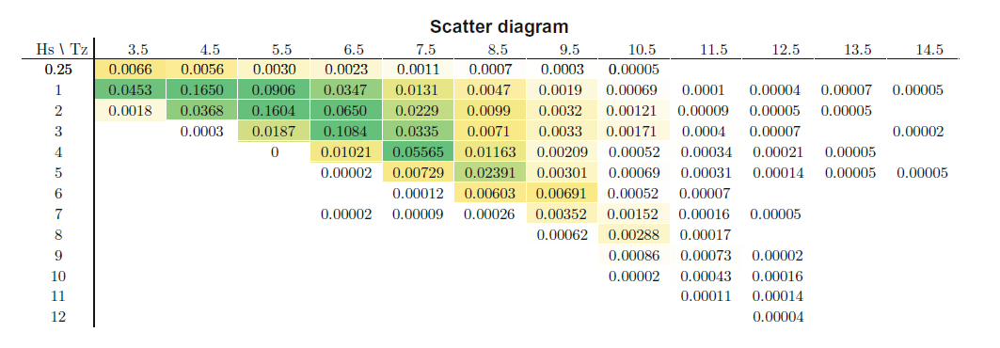 Scatter diagram
Hs \ Tz 3.5 4.5 5.5 6.5 7.5 8.5 9.5 10.5 11.5 12.5 13.5 14.5
0.25 0.0066 0.0056 0.0030 0.0023 0.0011 0.0007 0.0003 0.00005
1 0.0453 0.1650 0.0906 0.0347 0.0131 0.0047 0.0019 0.00069 0.0001 0.00004 0.00007 0.00005
2 0.0018 0.0368 0.1604 0.0650 0.0229 0.0099 0.0032 0.00121 0.00009 0.00005 0.00005
3 0.0003 0.0187 0.1084 0.0335 0.0071 0.0033 0.00171 0.0004 0.00007 0.00002
4 0 0.01021 0.05565 0.01163 0.00209 0.00052 0.00034 0.00021 0.00005
5 0.00002 0.00729 0.02391 0.00301 0.00069 0.00031 0.00014 0.00005 0.00005
6 0.00012 0.00603 0.00691 0.00052 0.00007
7 0.00002 0.00009 0.00026 0.00352 0.00152 0.00016 0.00005
8 0.00062 0.00288 0.00017
9 0.00086 0.00073 0.00002
10 0.00002 0.00043 0.00016
11 0.00011 0.00014
12 0.00004